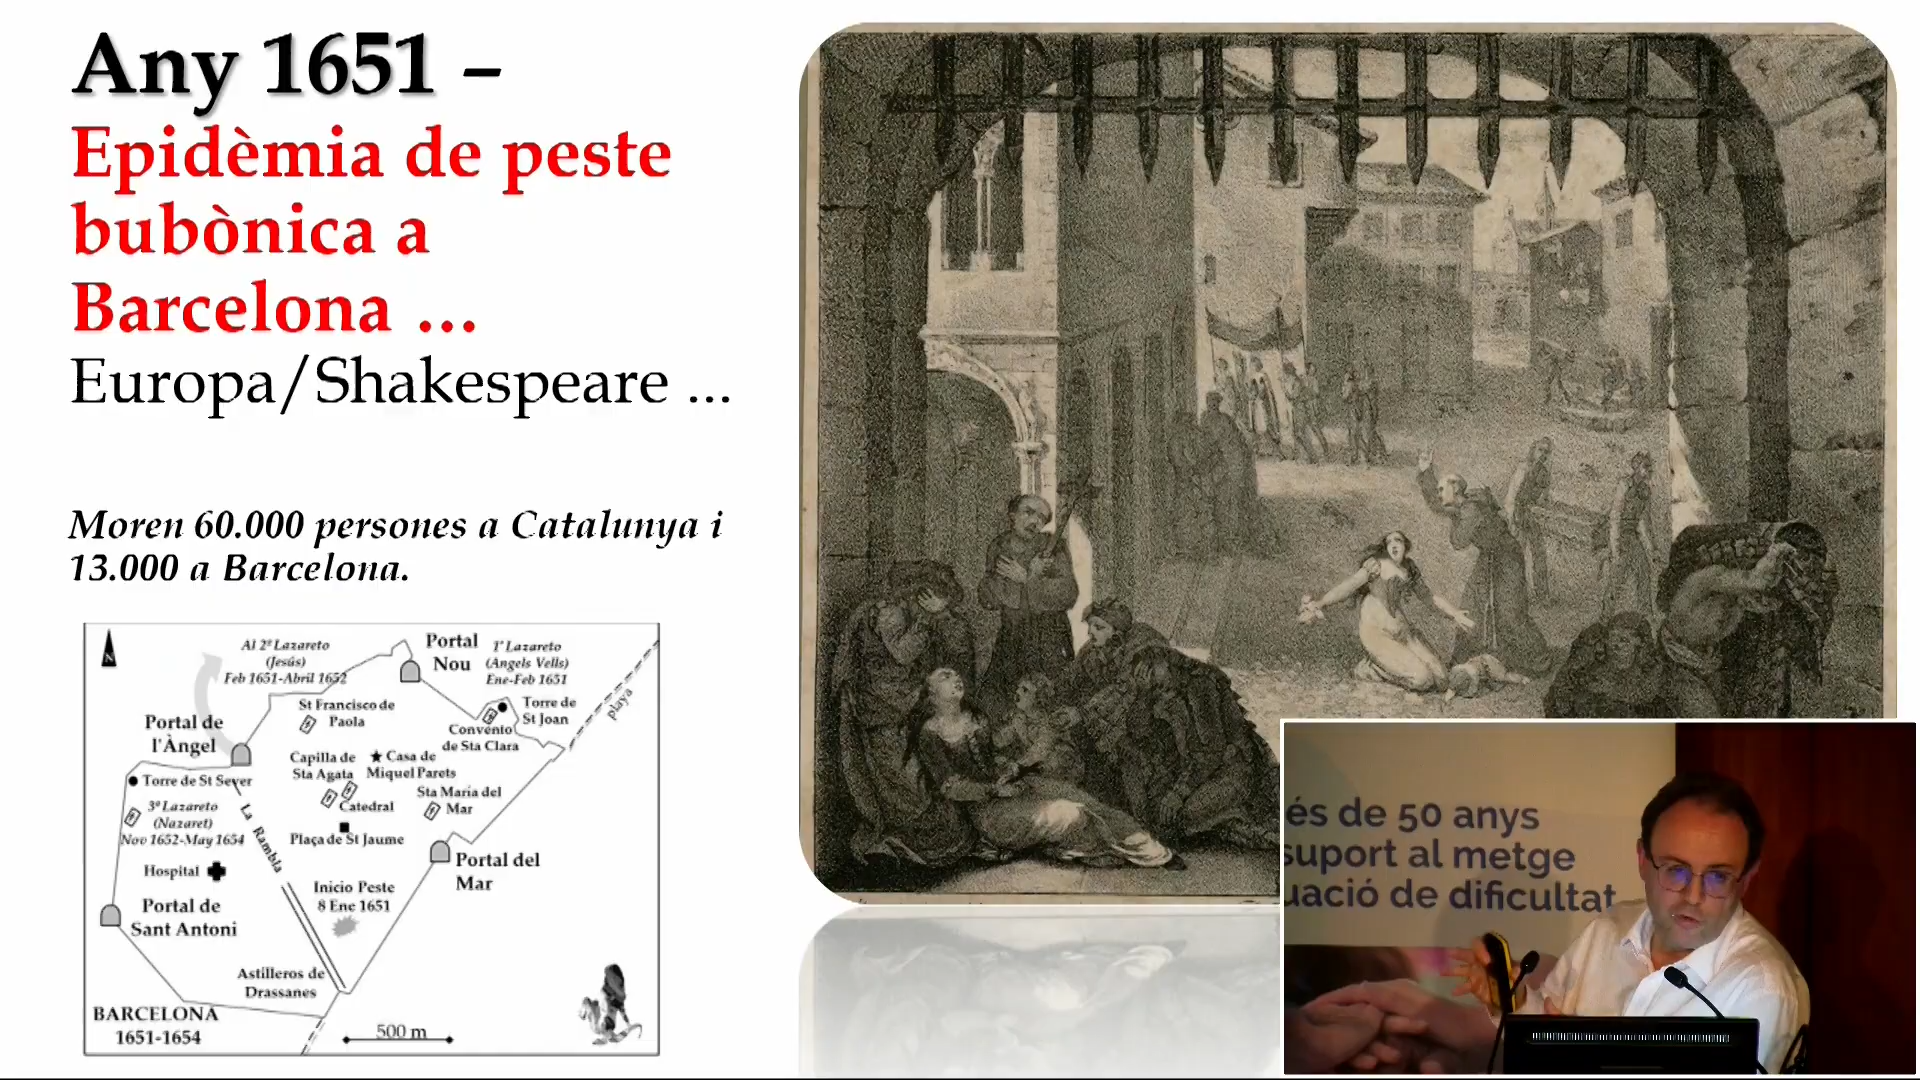 Any 1651 –
Epidèmia de peste
bubònica a
Barcelona …
Europa/Shakespeare ...
Moren 60.000 persones a Catalunya i
13.000 a Barcelona.
N
Al 2º Lazareto
(Jesús)
Feb 1651-Abril 1652
Portal
Nou
1º Lazareto
(Angels Vells)
Ene-Feb 1651
playa
St Francisco de
Paola
Torre de
St Joan
Convento
de Sta Clara
Portal de
l'Àngel
Capilla de
Sta Agata
Casa de
Miquel Parets
Torre de St Sever
Catedral
Sta Maria del
Mar
3º Lazareto
(Nazaret)
Nov 1652-May 1654
La Rambla
Plaça de St Jaume
Portal del
Mar
Hospital
Inicio Peste
8 Ene 1651
Portal de
Sant Antoni
Astilleros de
Drassanes
BARCELONA
1651-1654
500 m
és de 50 anys
suport al metge
uació de dificultat